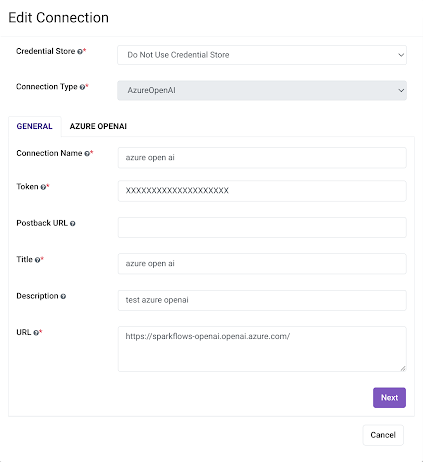 Edit Connection
Credential Store ?* Do Not Use Credential Store
Connection Type ?* AzureOpenAI
GENERAL AZURE OPENAI
Connection Name ?* azure open ai
Token ?* XXXXXXXXXXXXXXXXXXXX
Postback URL ?
Title ?* azure open ai
Description ? test azure openai
URL ?* https://sparkflows-openai.openai.azure.com/
Next
Cancel